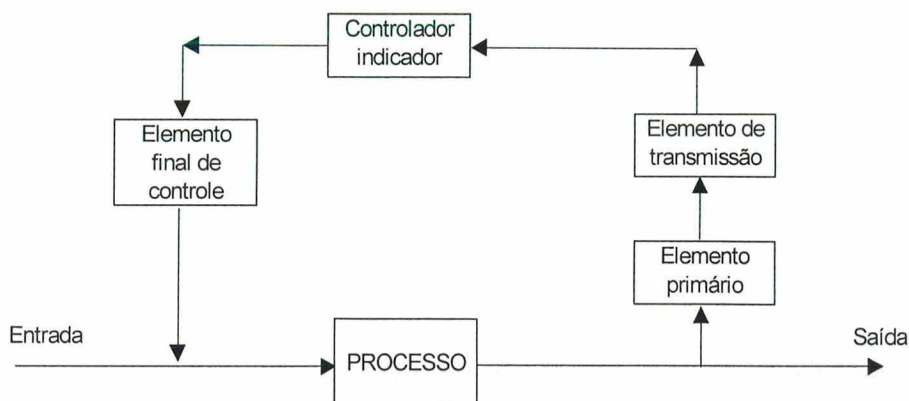 Controlador
indicador
Elemento
final de
controle
Elemento de
transmissão
Elemento
primário
Entrada
PROCESSO
Saída